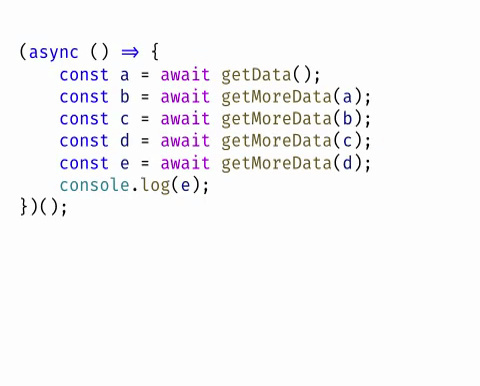 (async () => {
    const a = await getData();
    const b = await getMoreData(a);
    const c = await getMoreData(b);
    const d = await getMoreData(c);
    const e = await getMoreData(d);
    console.log(e);
})();